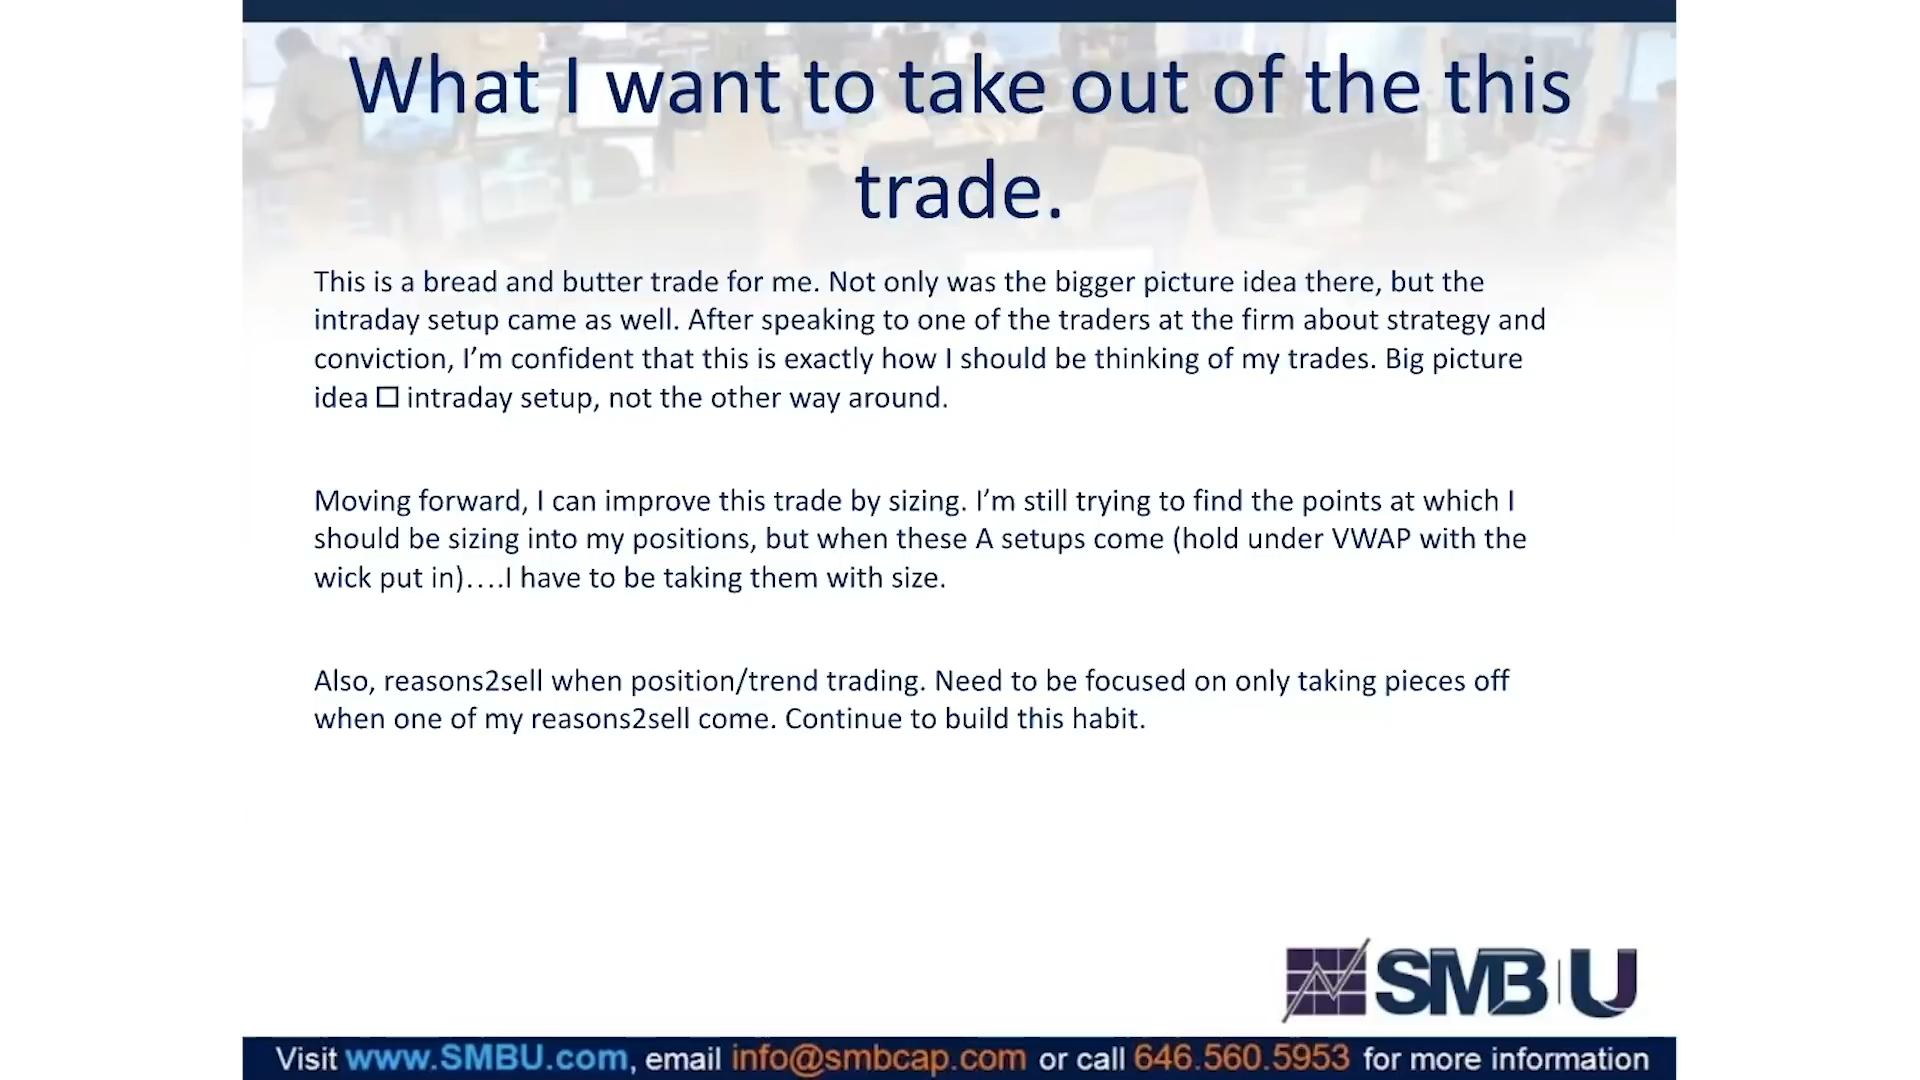 What I want to take out of the this
trade.
This is a bread and butter trade for me. Not only was the bigger picture idea there, but the
intraday setup came as well. After speaking to one of the traders at the firm about strategy and
conviction, I’m confident that this is exactly how I should be thinking of my trades. Big picture
idea □ intraday setup, not the other way around.
Moving forward, I can improve this trade by sizing. I’m still trying to find the points at which I
should be sizing into my positions, but when these A setups come (hold under VWAP with the
wick put in)….I have to be taking them with size.
Also, reasons2sell when position/trend trading. Need to be focused on only taking pieces off
when one of my reasons2sell come. Continue to build this habit.
SMB U
Visit www.SMBU.com, email info@smbcap.com or call 646.560.5953 for more information